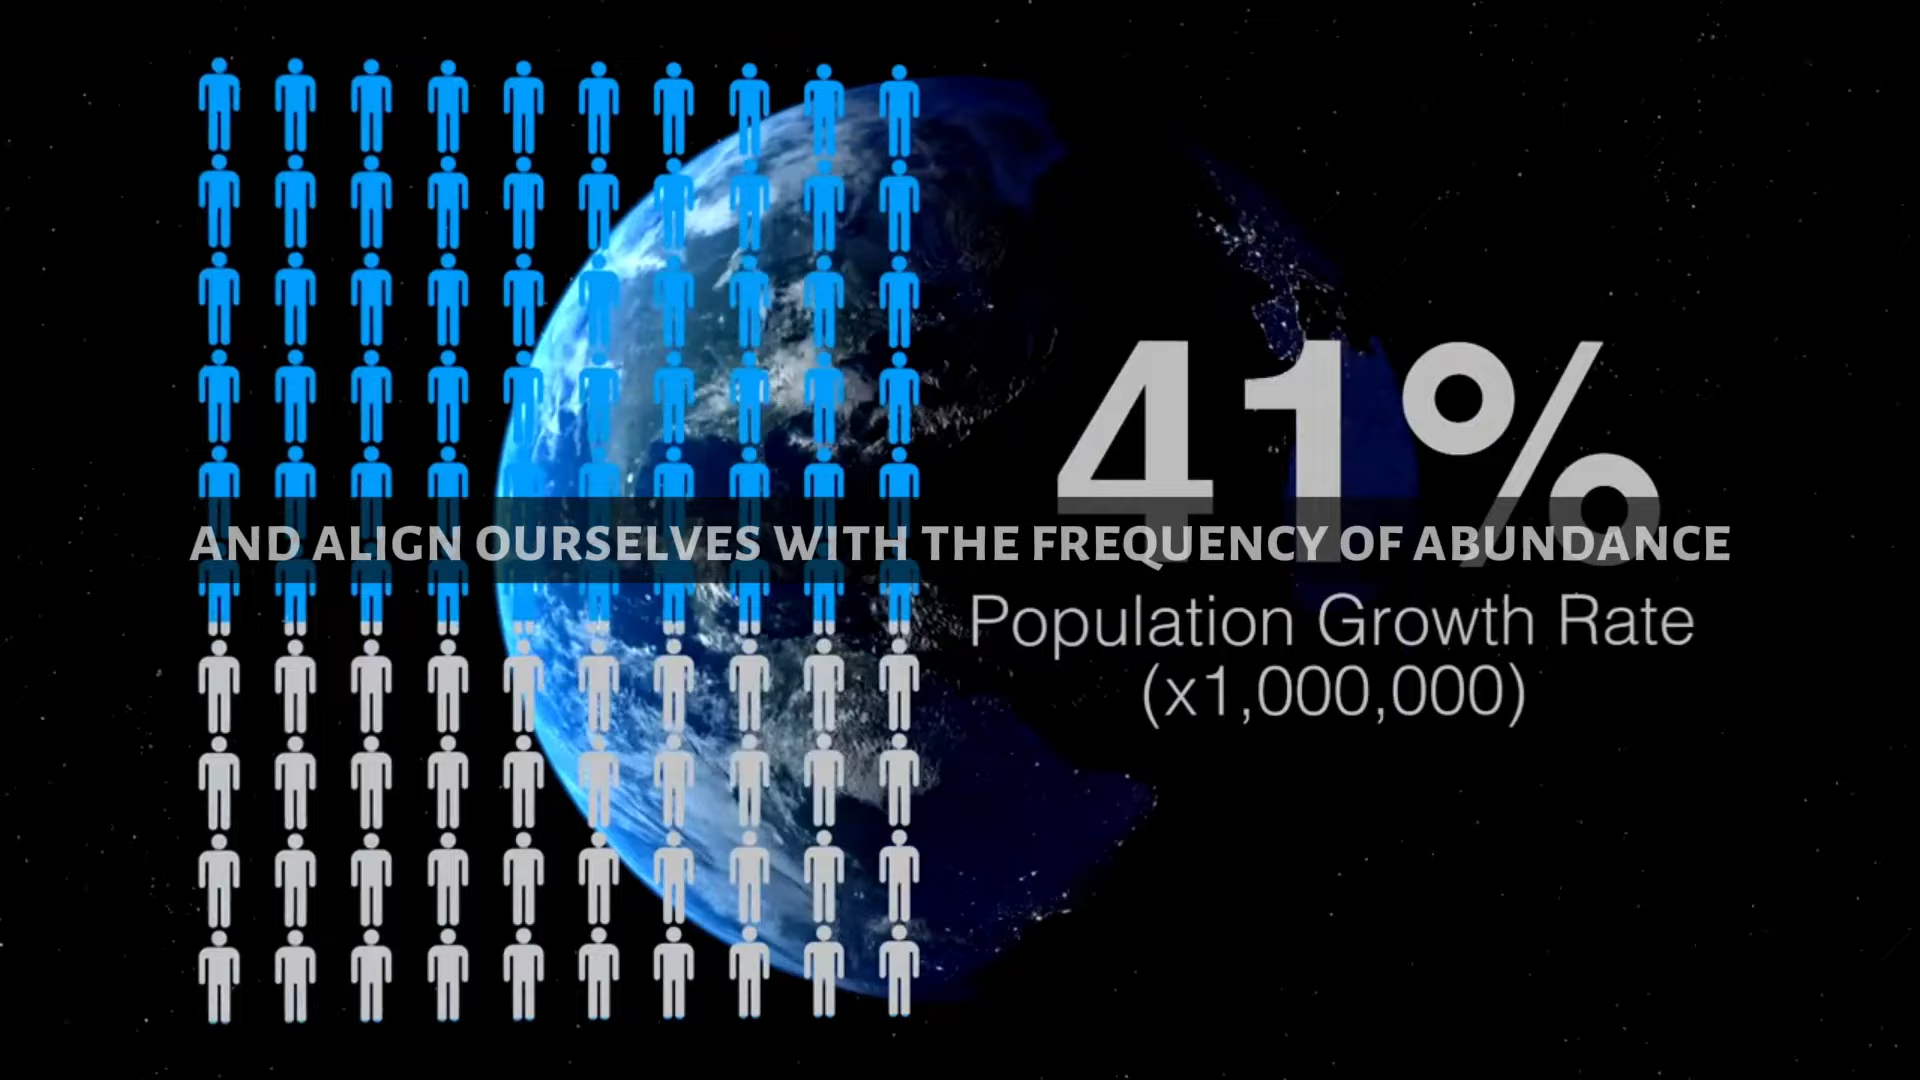 41%
AND ALIGN OURSELVES WITH THE FREQUENCY OF ABUNDANCE
Population Growth Rate
(x1,000,000)